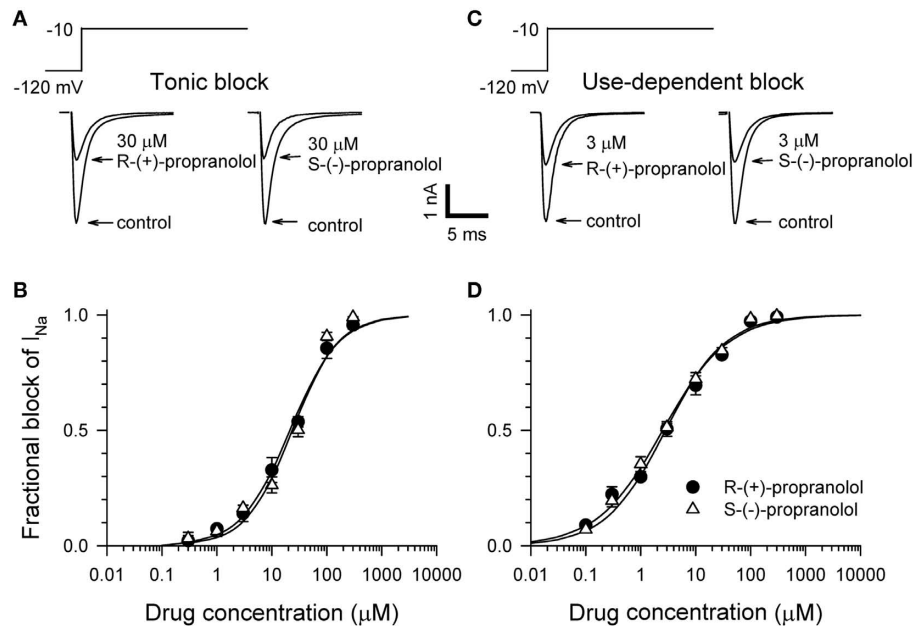 A
-10
-120 mV
Tonic block
30 μM
R-(+)-propranolol
control
30 μM
S-(-)-propranolol
control
1 nA
5 ms
C
-10
-120 mV
Use-dependent block
3 μM
R-(+)-propranolol
control
3 μM
S-(-)-propranolol
control
B
Fractional block of I_Na
1.0
0.5
0.0
0.01 0.1 1 10 100 1000 10000
Drug concentration (μM)
D
1.0
0.5
0.0
R-(+)-propranolol
S-(-)-propranolol
0.01 0.1 1 10 100 1000 10000
Drug concentration (μM)